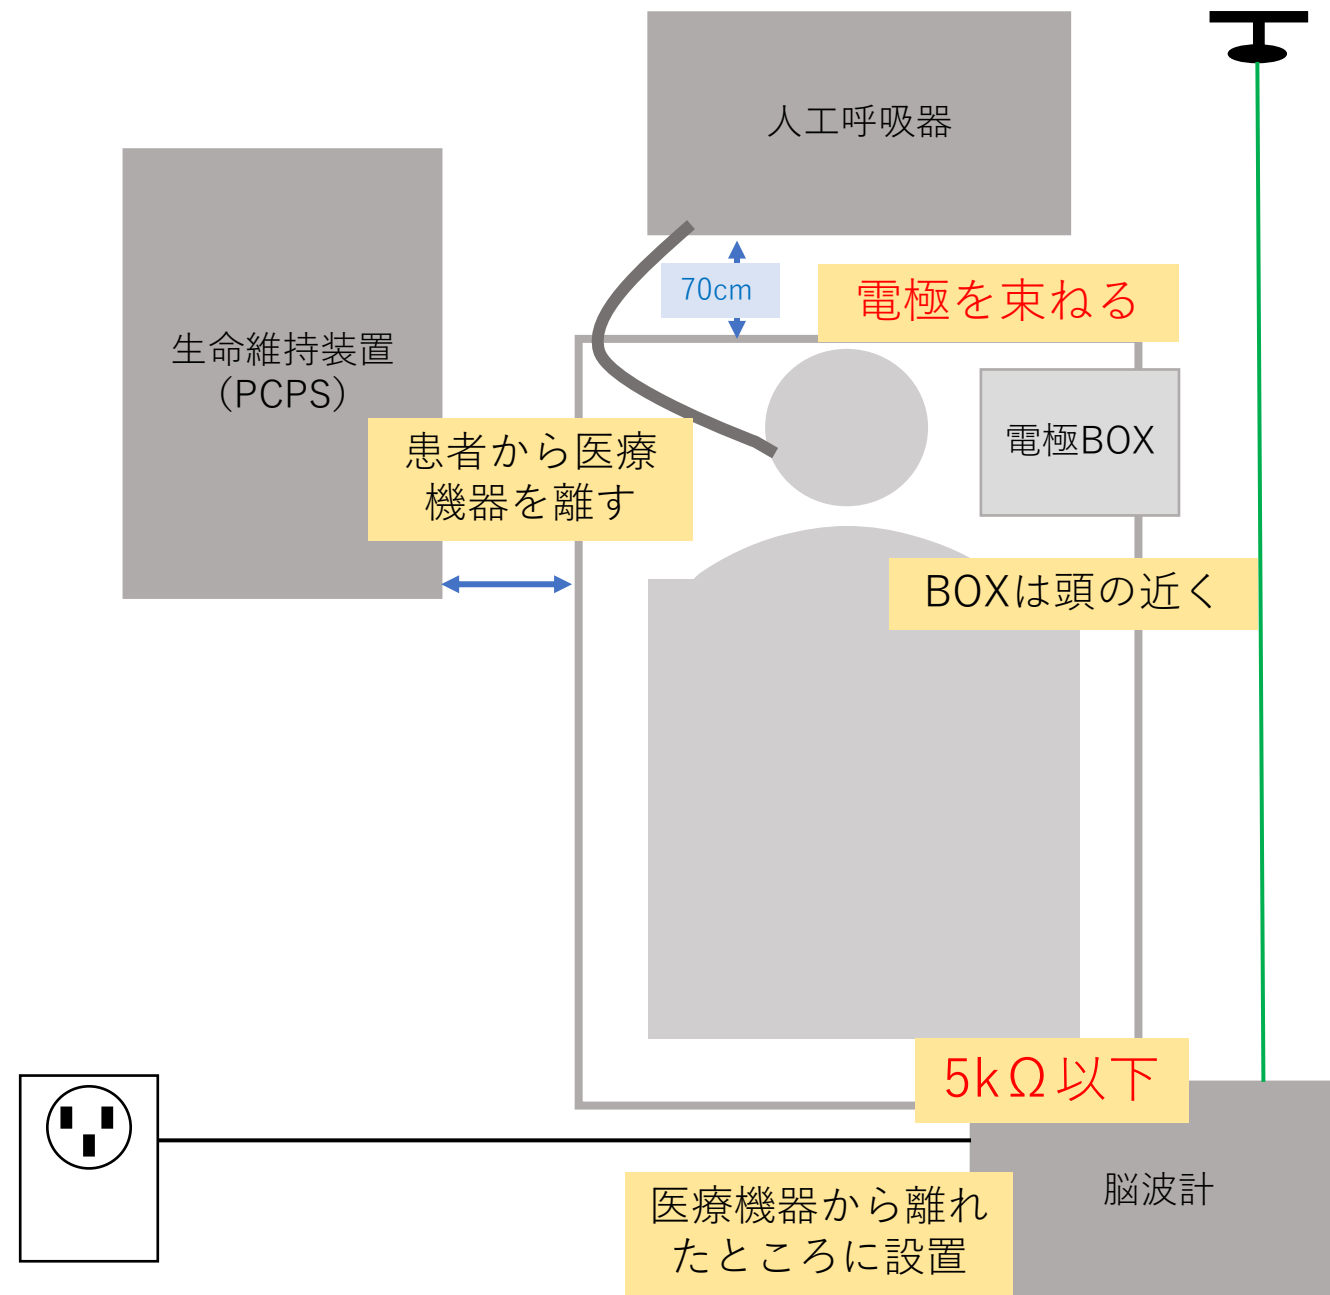 人工呼吸器
70cm
電極を束ねる
生命維持装置
（PCPS）
患者から医療
機器を離す
電極BOX
BOXは頭の近く
5kΩ以下
脳波計
医療機器から離れ
たところに設置